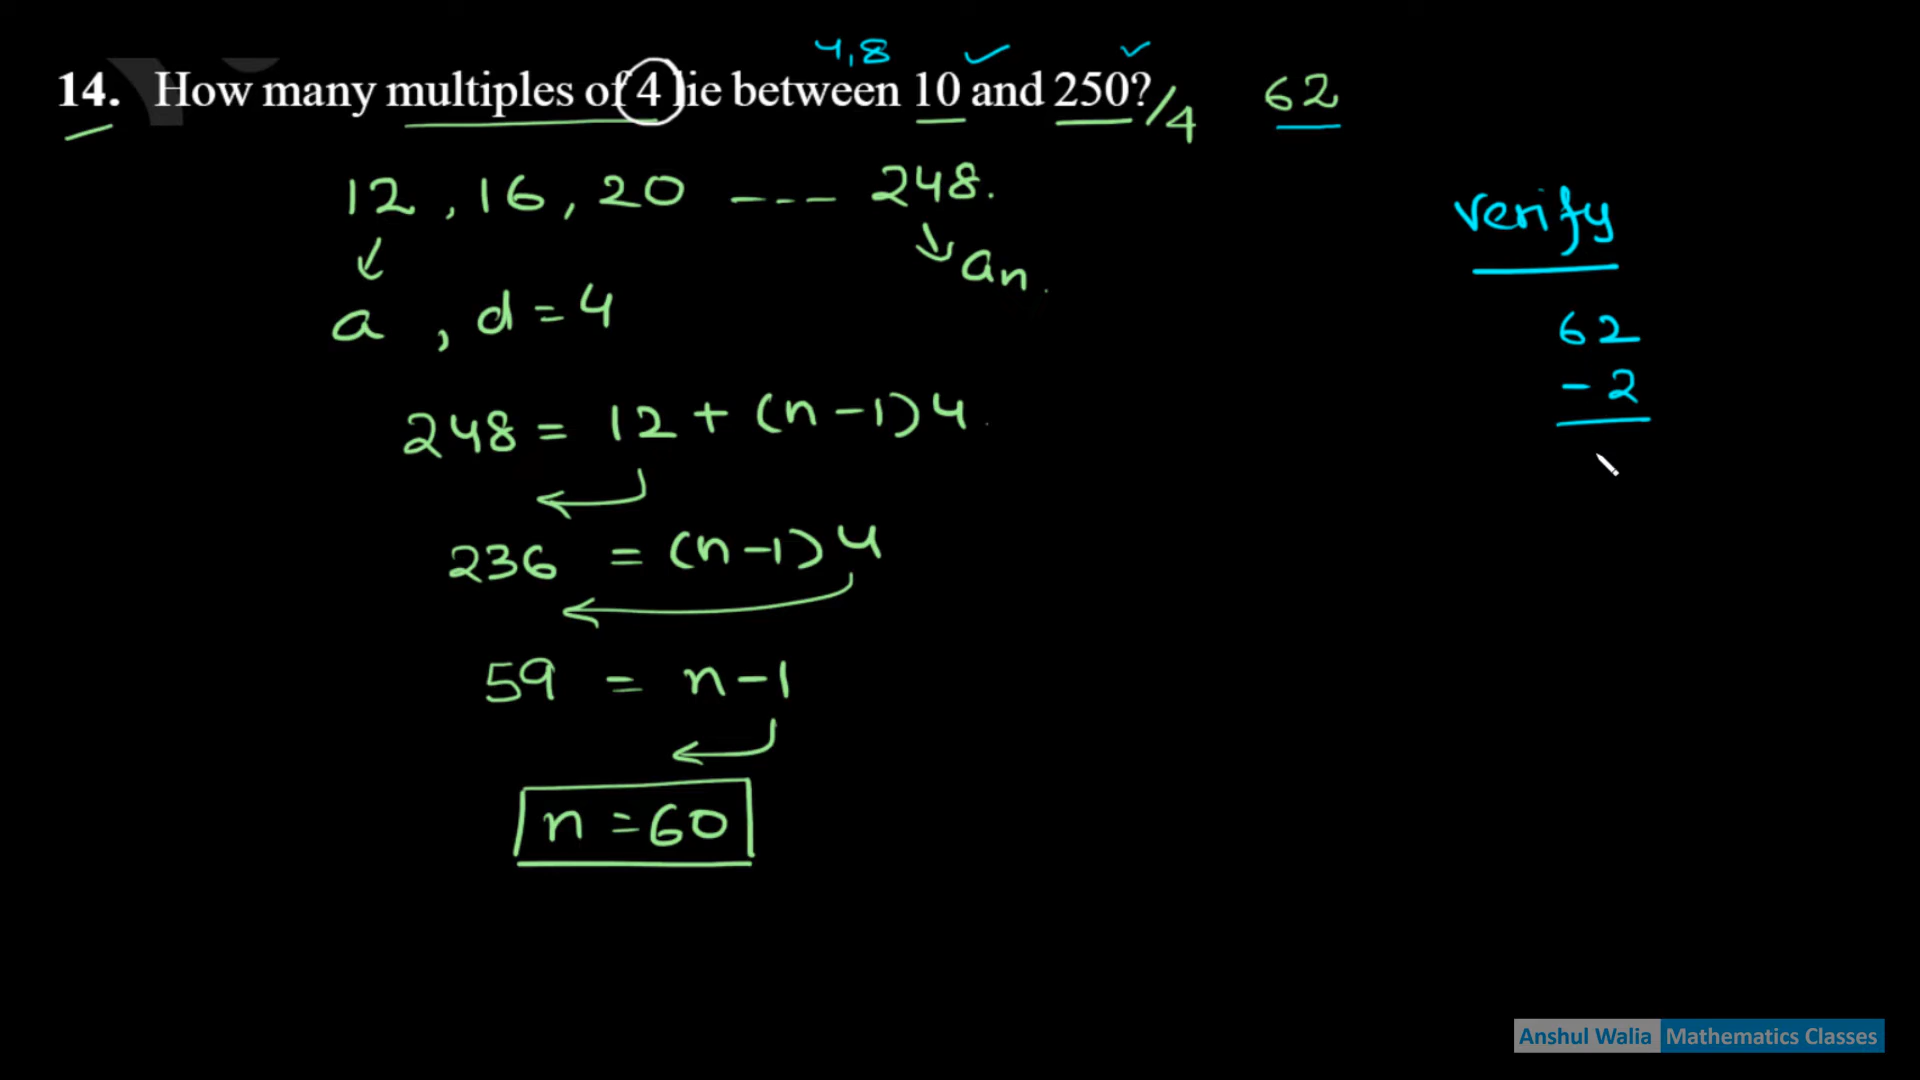 4,8 ✓ ✓
14. How many multiples of 4 lie between 10 and 250? /4 62
12 , 16 , 20 ---- 248.
a , d = 4
an
248 = 12 + (n-1)4
236 = (n-1)4
59 = n-1
n = 60
verify
62
- 2
Anshul Walia Mathematics Classes